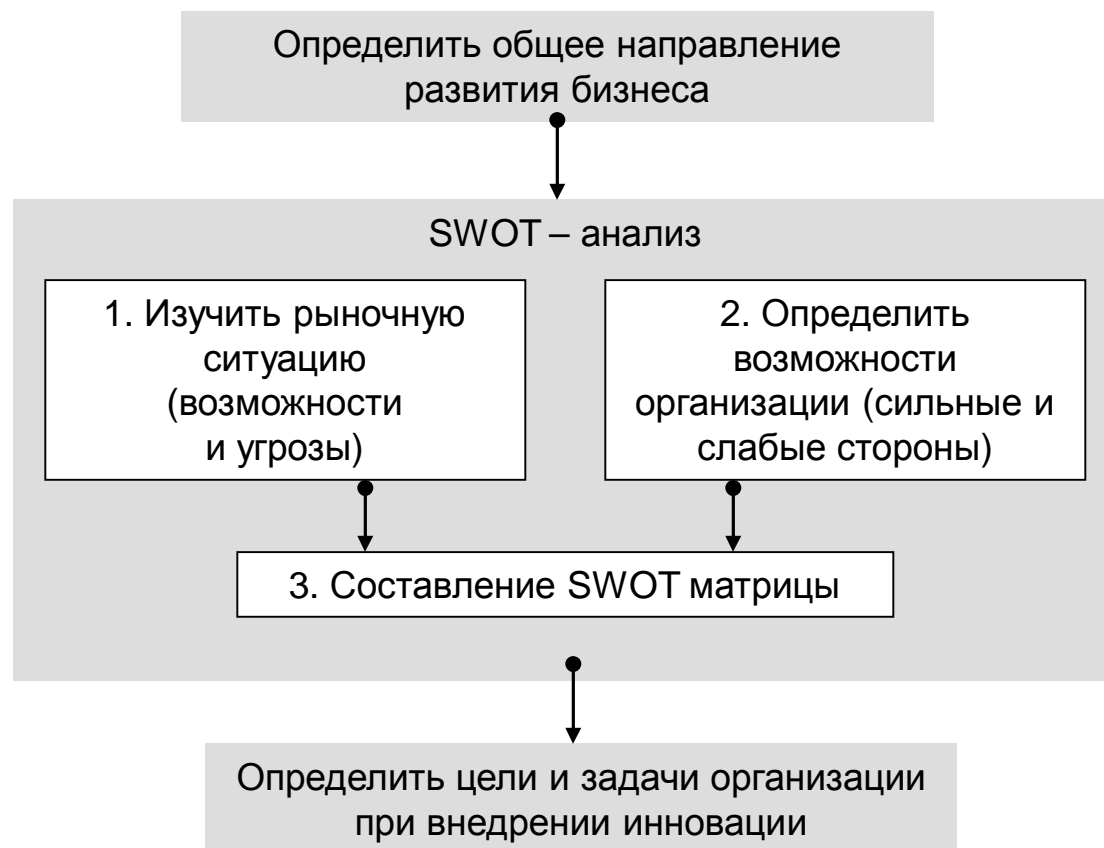 Определить общее направление
развития бизнеса
SWOT – анализ
1. Изучить рыночную
ситуацию
(возможности
и угрозы)
2. Определить
возможности
организации (сильные и
слабые стороны)
3. Составление SWOT матрицы
Определить цели и задачи организации
при внедрении инновации